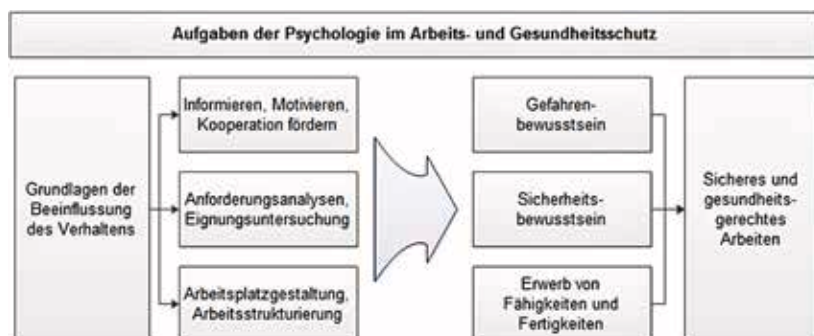 Aufgaben der Psychologie im Arbeits- und Gesundheitsschutz
Grundlagen der
Beeinflussung
des Verhaltens
Informieren, Motivieren,
Kooperation fördern
Anforderungsanalysen,
Eignungsuntersuchung
Arbeitsplatzgestaltung,
Arbeitsstrukturierung
Gefahren-
bewusstsein
Sicherheits-
bewusstsein
Erwerb von
Fähigkeiten und
Fertigkeiten
Sicheres und
gesundheits-
gerechtes
Arbeiten